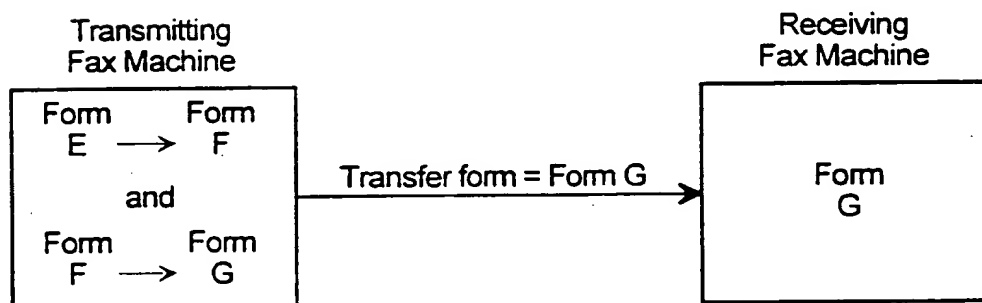 Transmitting
Fax Machine
Form Form
E → F
and
Form Form
F → G
Transfer form = Form G
Receiving
Fax Machine
Form
G